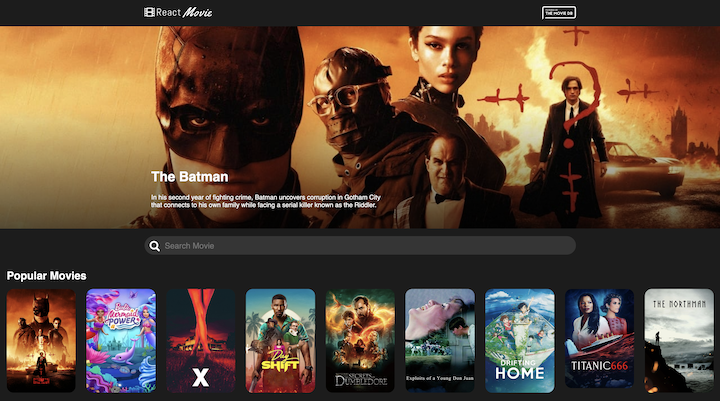 React Movie
THE MOVIE DB
The Batman
In his second year of fighting crime, Batman uncovers corruption in Gotham City
that connects to his own family while facing a serial killer known as the Riddler.
Search Movie
Popular Movies
Mermaid
POWER
X
Day
SHIFT
SECRETS
DUMBLEDORE
Exploits of a Young Don Juan
DRIFTING
HOME
TITANIC 666
THE NORTHMAN